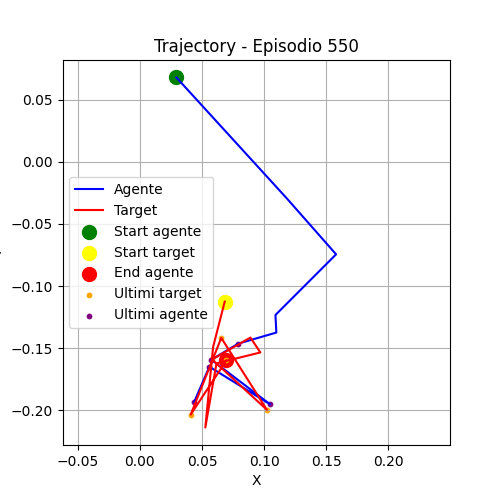 Trajectory - Episodio 550
0.05
0.00
−0.05
−0.10
−0.15
−0.20
Agente
Target
Start agente
Start target
End agente
Ultimi target
Ultimi agente
−0.05
0.00
0.05
0.10
0.15
0.20
X